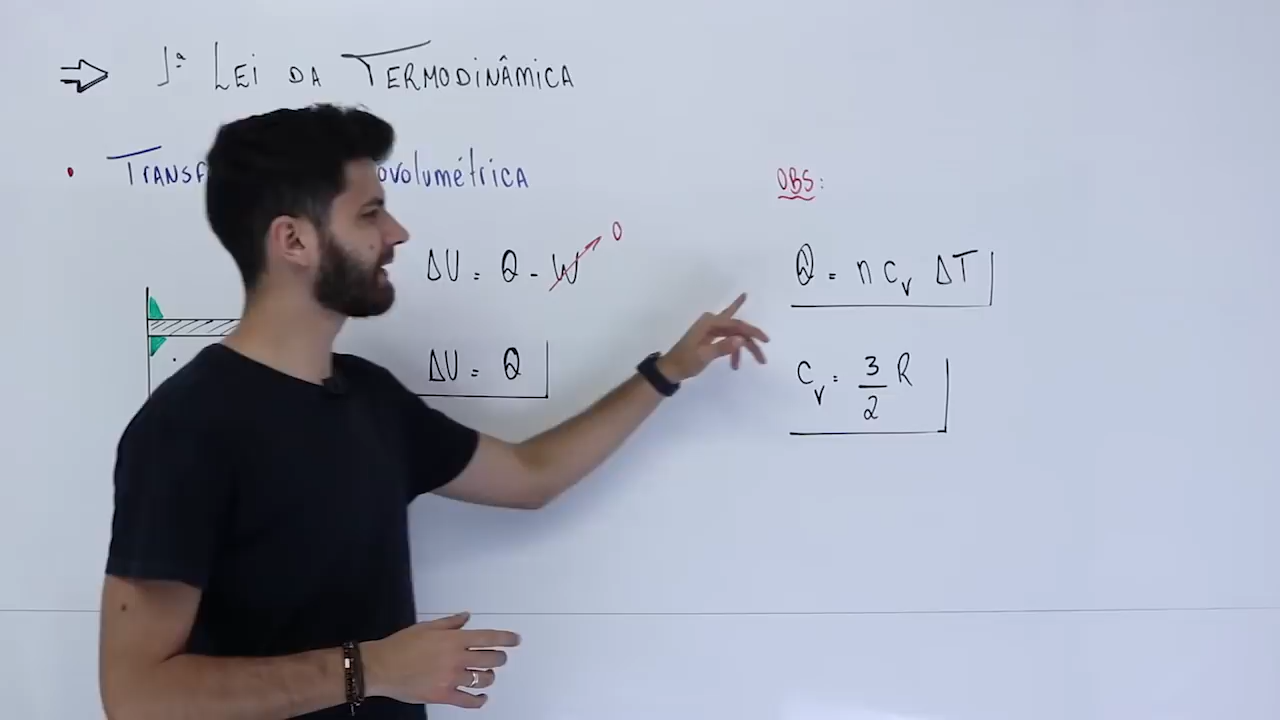 ⇒ 1ª LEI DA TERMODINÂMICA
• TRANSF ovolumétrica
ΔU = Q - W → 0
ΔU = Q
OBS:
Q = n Cv ΔT
Cv = 3/2 R